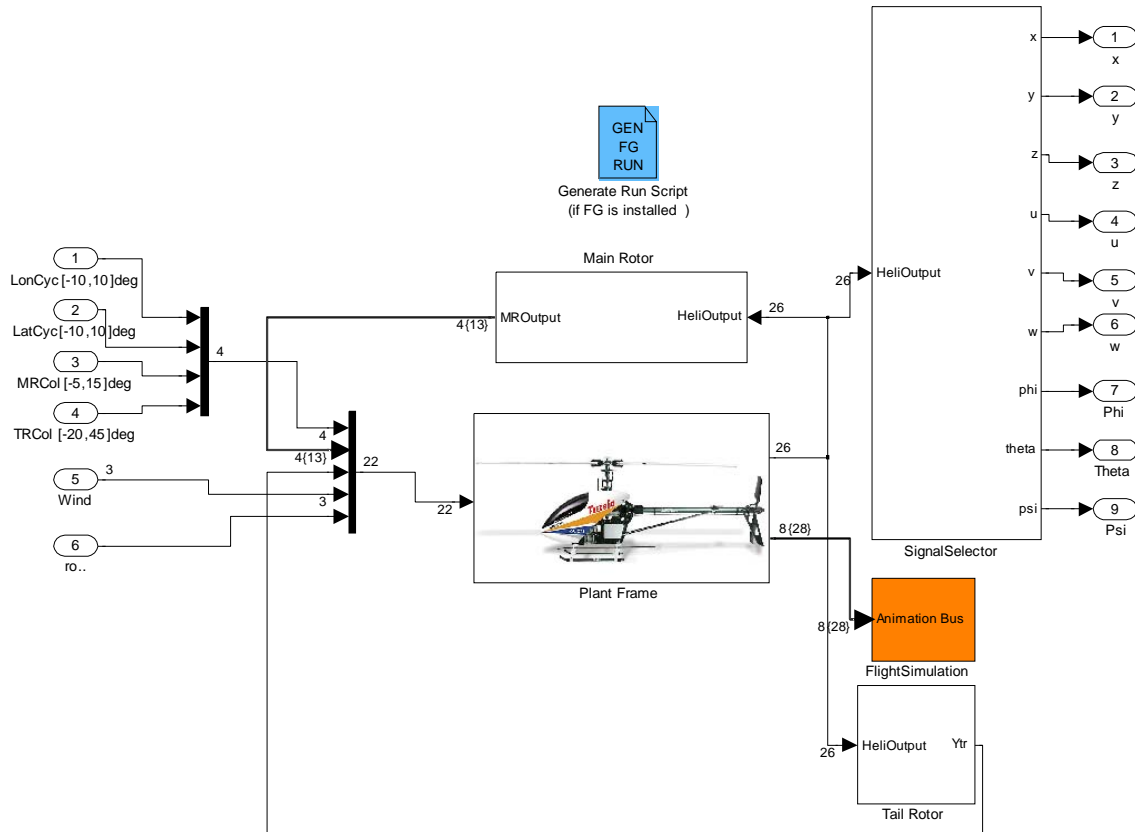 1
LonCyc [-10,10]deg
2
LatCyc[-10,10]deg
3
MRCol [-5,15]deg
4
TRCol [-20,45]deg
5
Wind
3
6
ro..
4
4
4{13}
3
22
22
GEN
FG
RUN
Generate Run Script
(if FG is installed )
Main Rotor
4{13}
MROutput
HeliOutput
26
26
8{28}
Plant Frame
26
HeliOutput
x
y
z
u
v
w
phi
theta
psi
SignalSelector
1
x
2
y
3
z
4
u
5
v
6
w
7
Phi
8
Theta
9
Psi
8{28}
Animation Bus
FlightSimulation
26
HeliOutput
Ytr
Tail Rotor